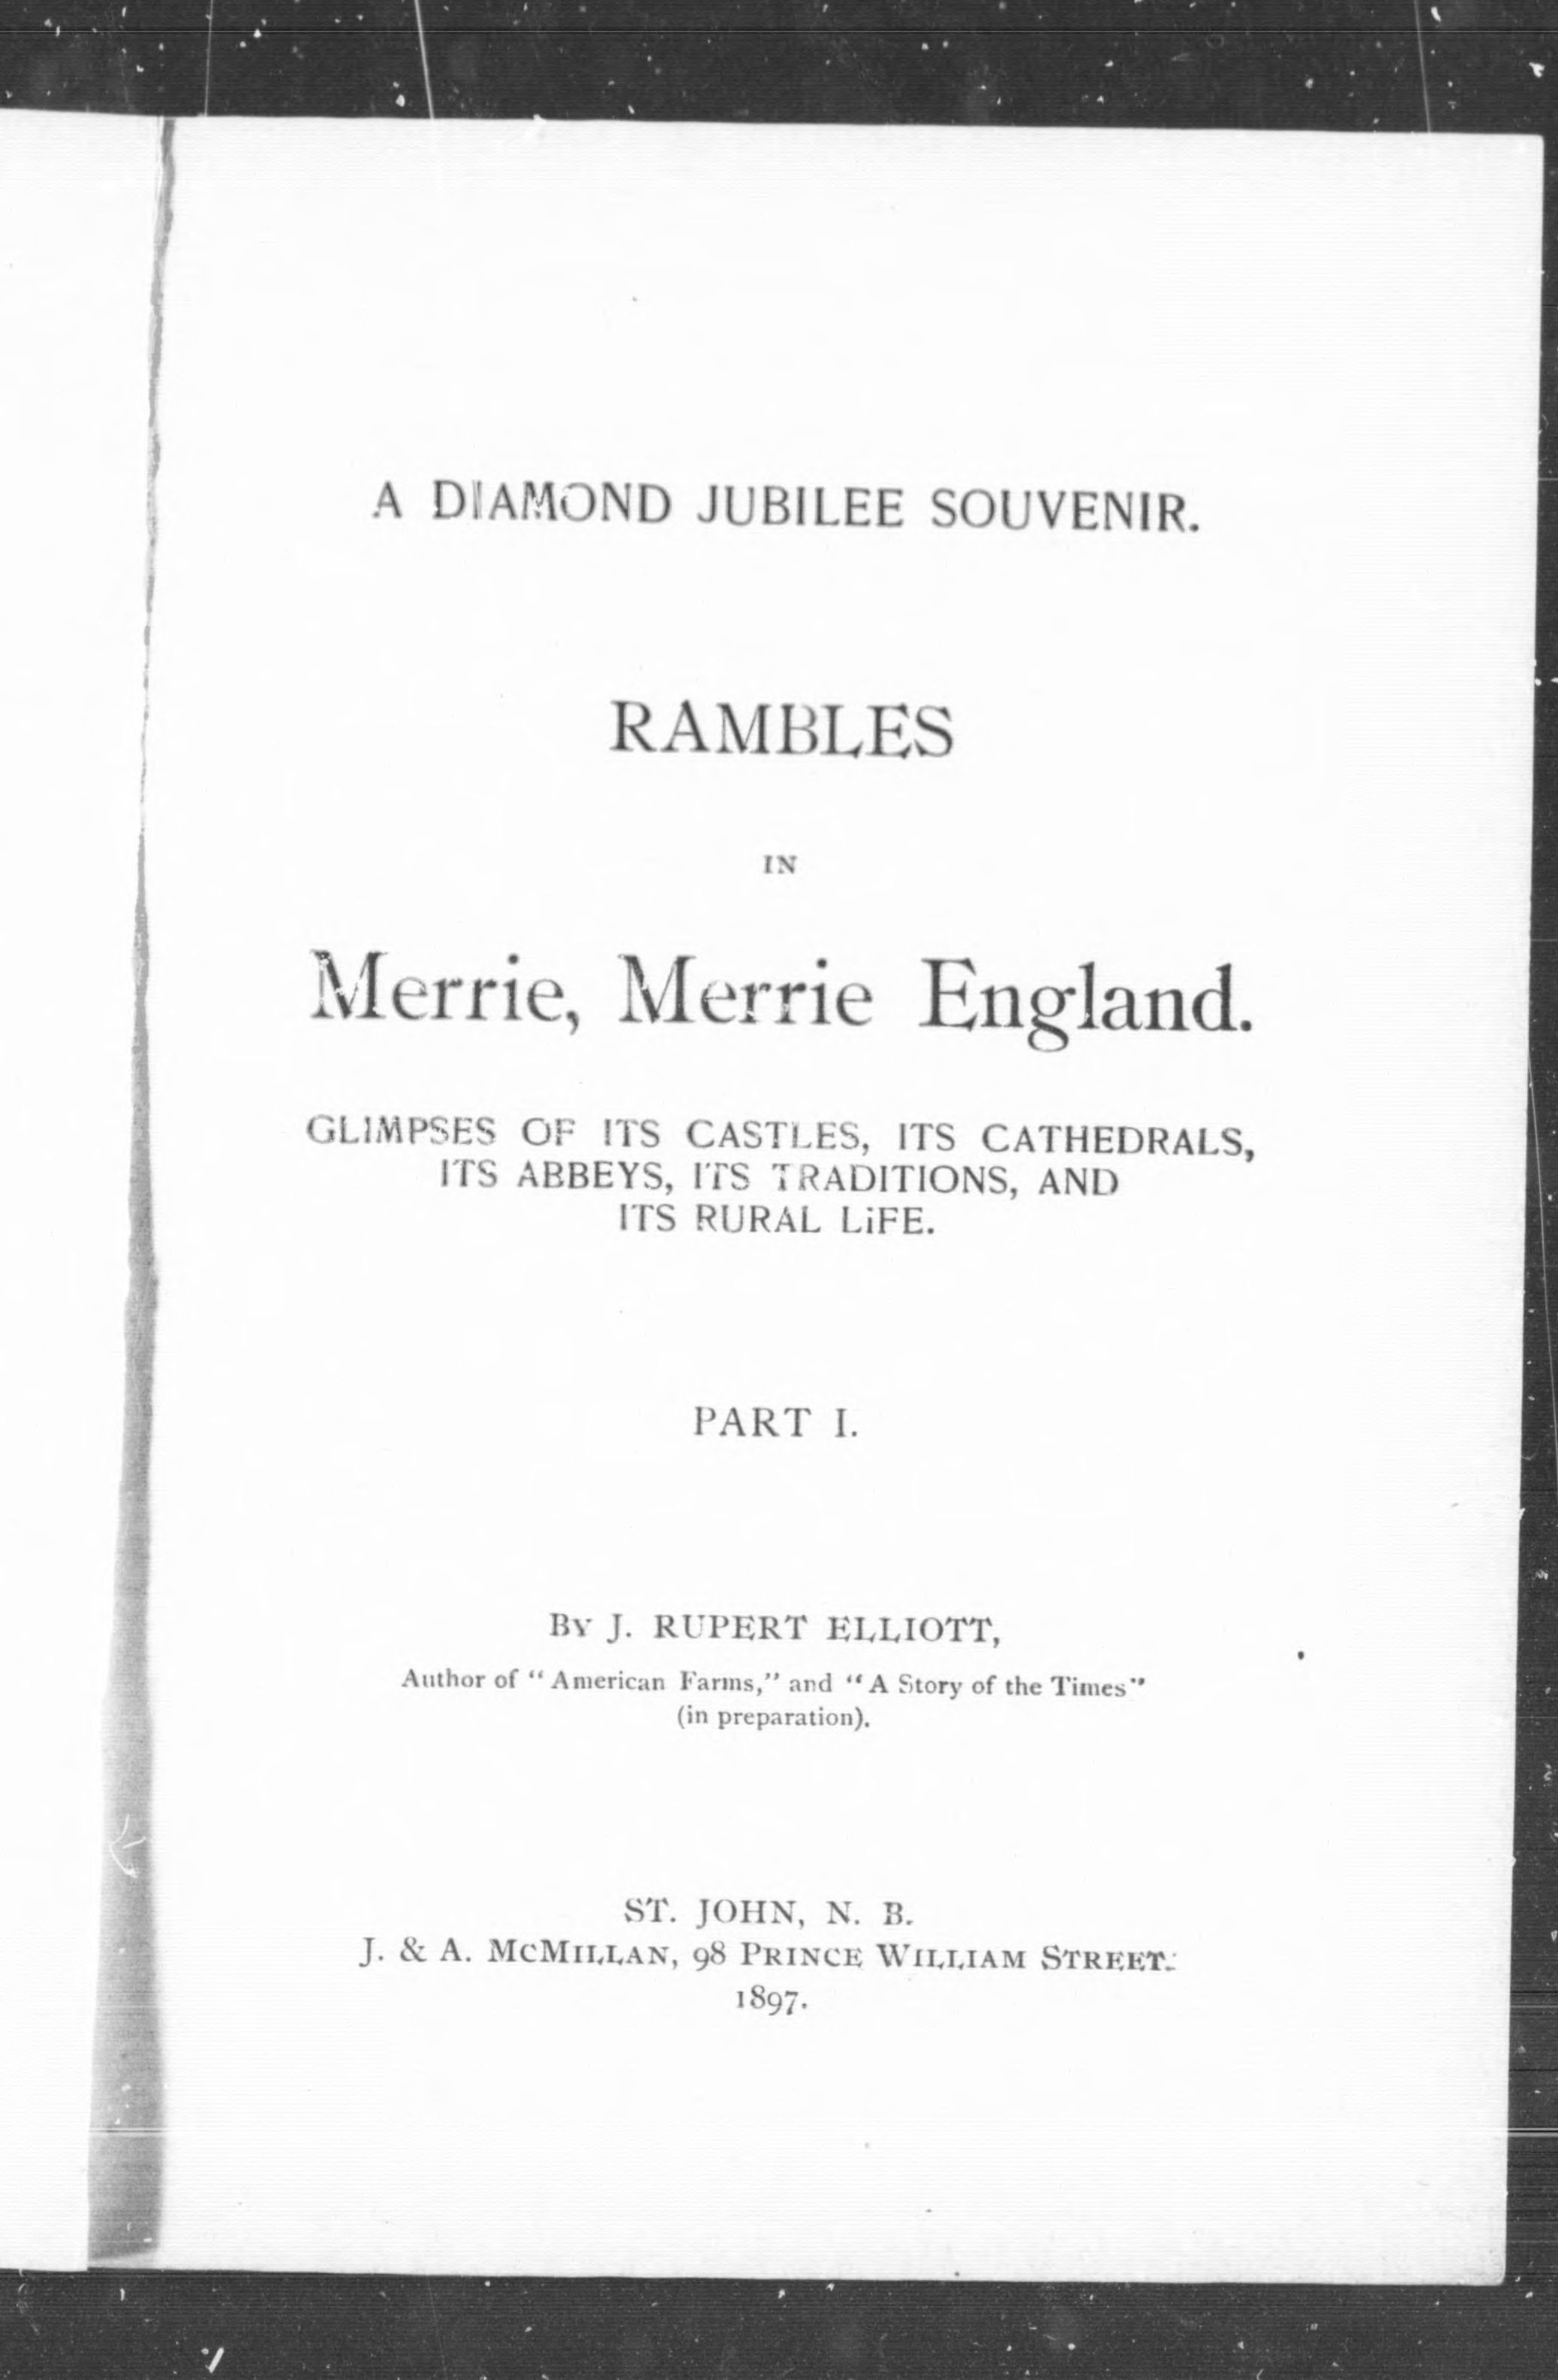 A DIAMOND JUBILEE SOUVENIR.
RAMBLES
IN
Merrie, Merrie England.
GLIMPSES OF ITS CASTLES, ITS CATHEDRALS,
ITS ABBEYS, ITS TRADITIONS, AND
ITS RURAL LiFE.
PART I.
BY J. RUPERT ELLIOTT,
Author of "American Farms," and "A Story of the Times"
(in preparation).
ST. JOHN, N. B.
J. & A. MCMILLAN, 98 PRINCE WILLIAM STREET.
1897.